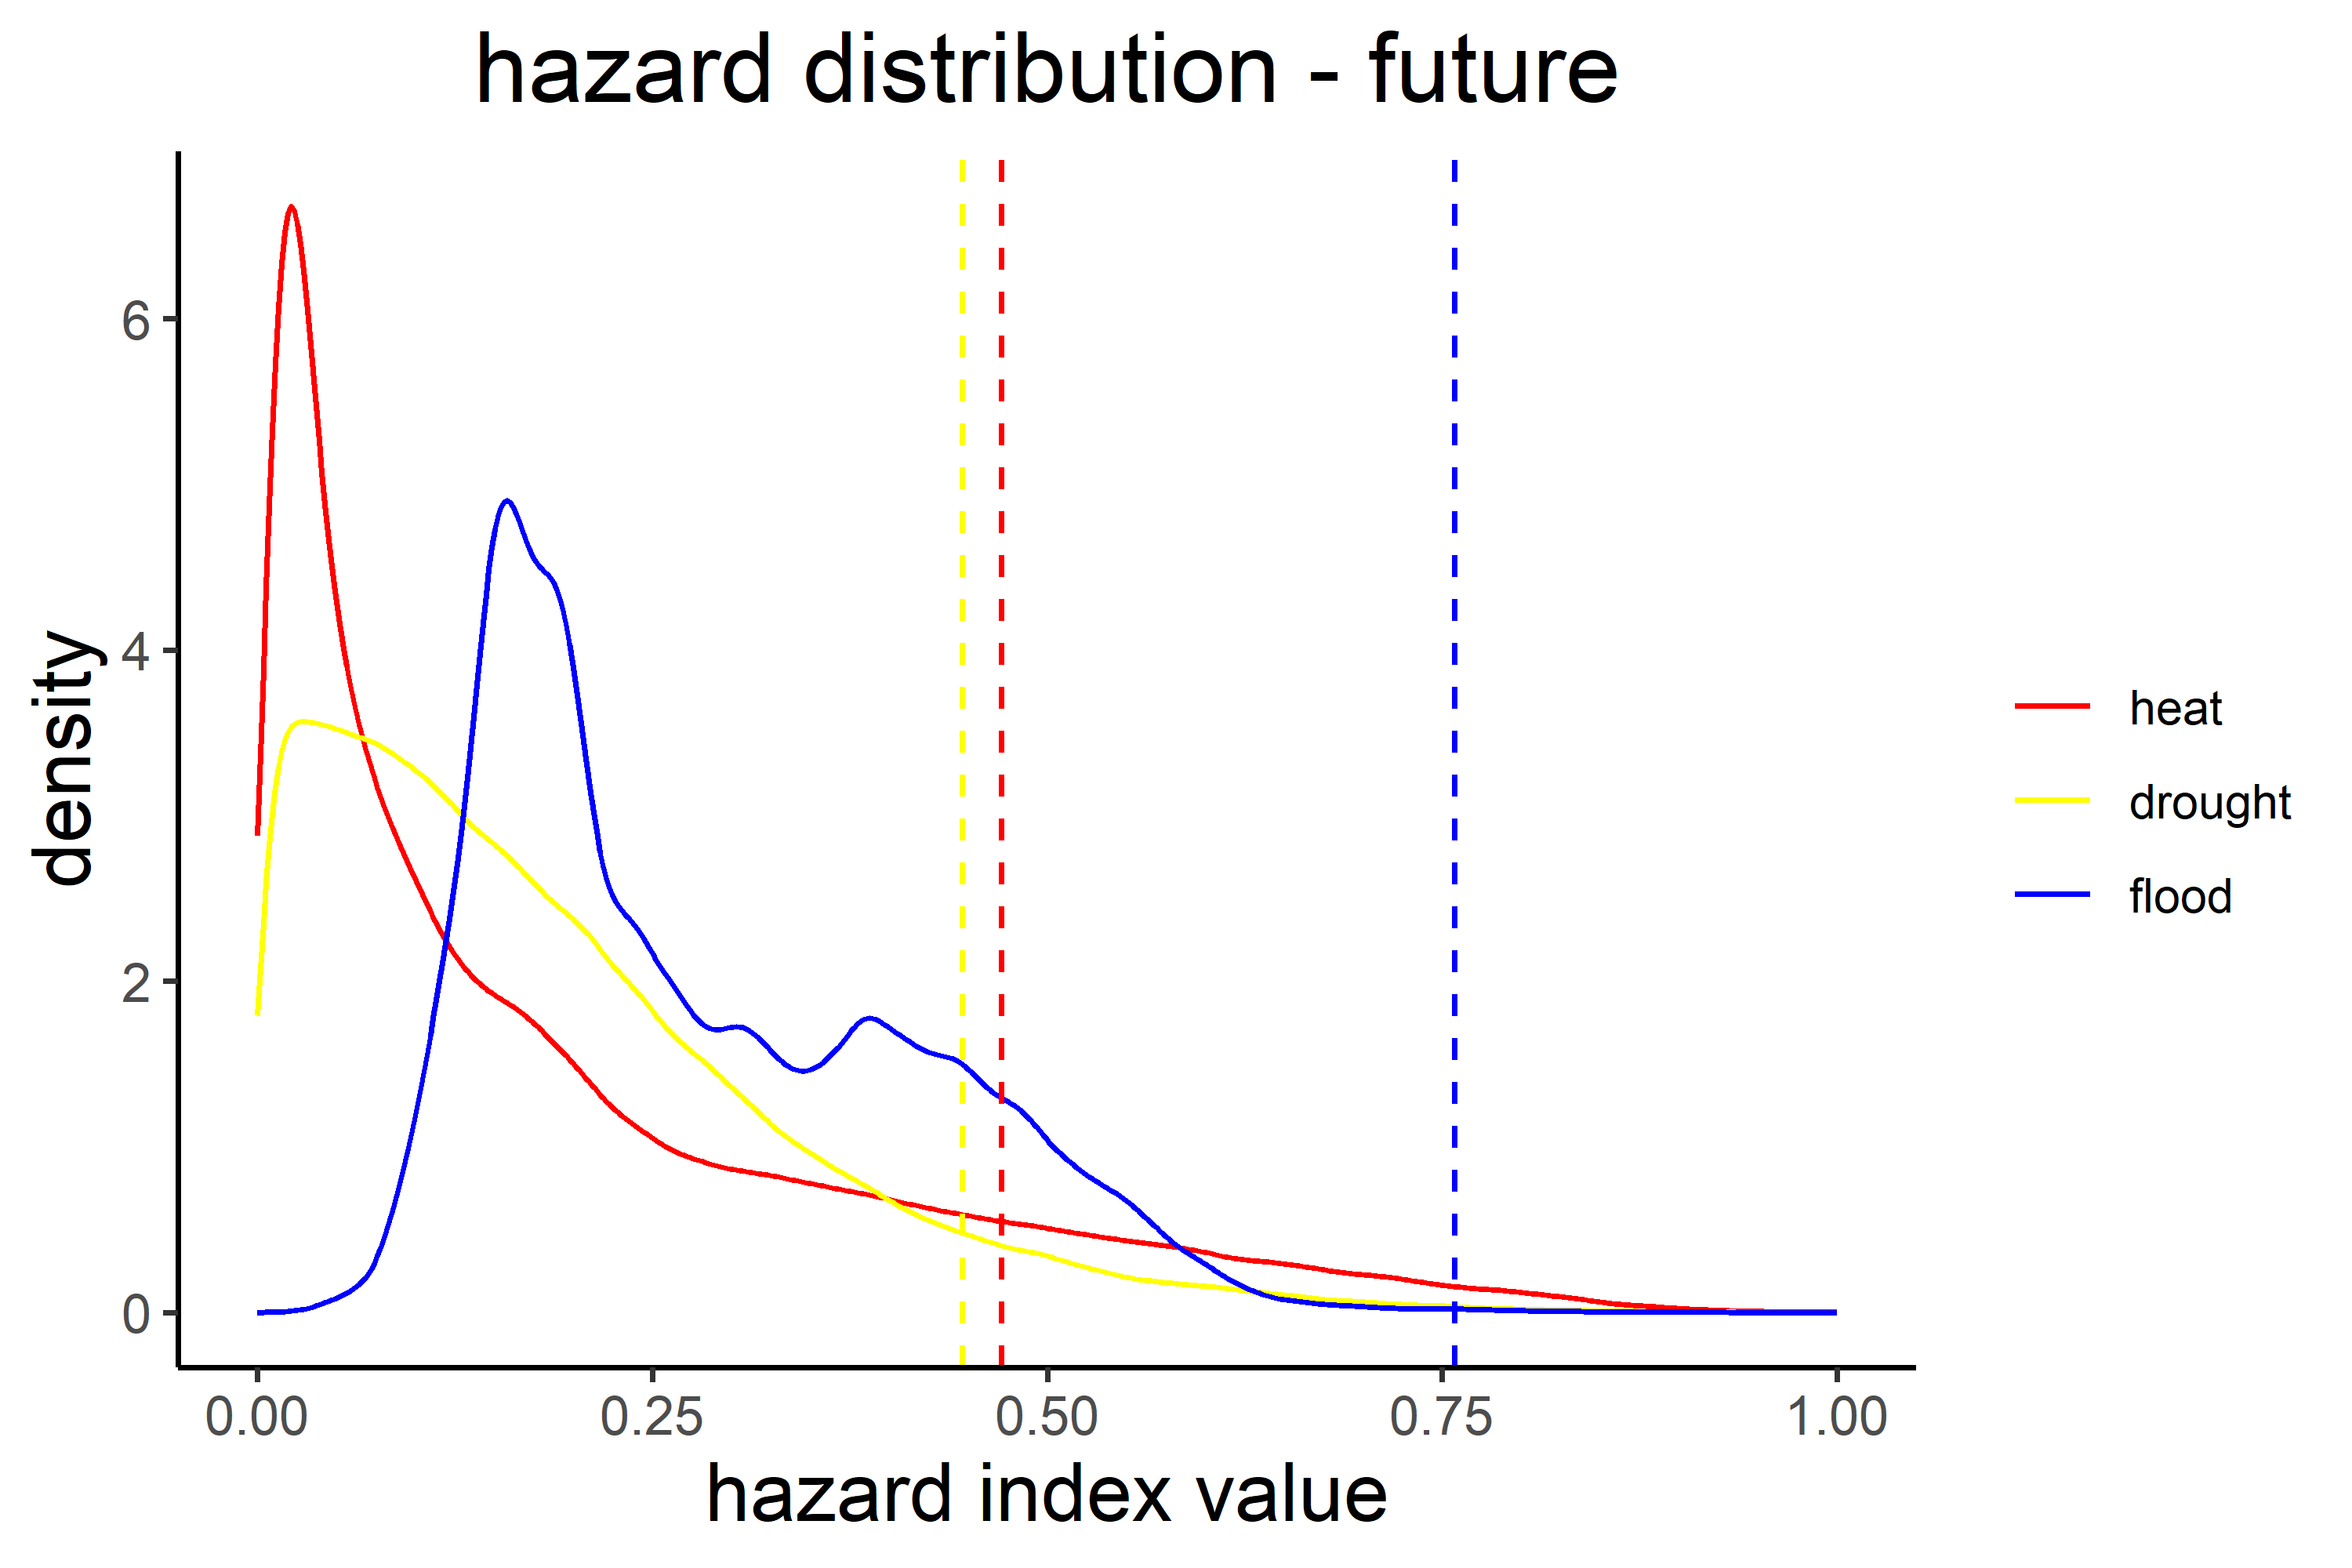 hazard distribution - future
density
6
4
2
0
0.00 0.25 0.50 0.75 1.00
hazard index value
heat
drought
flood